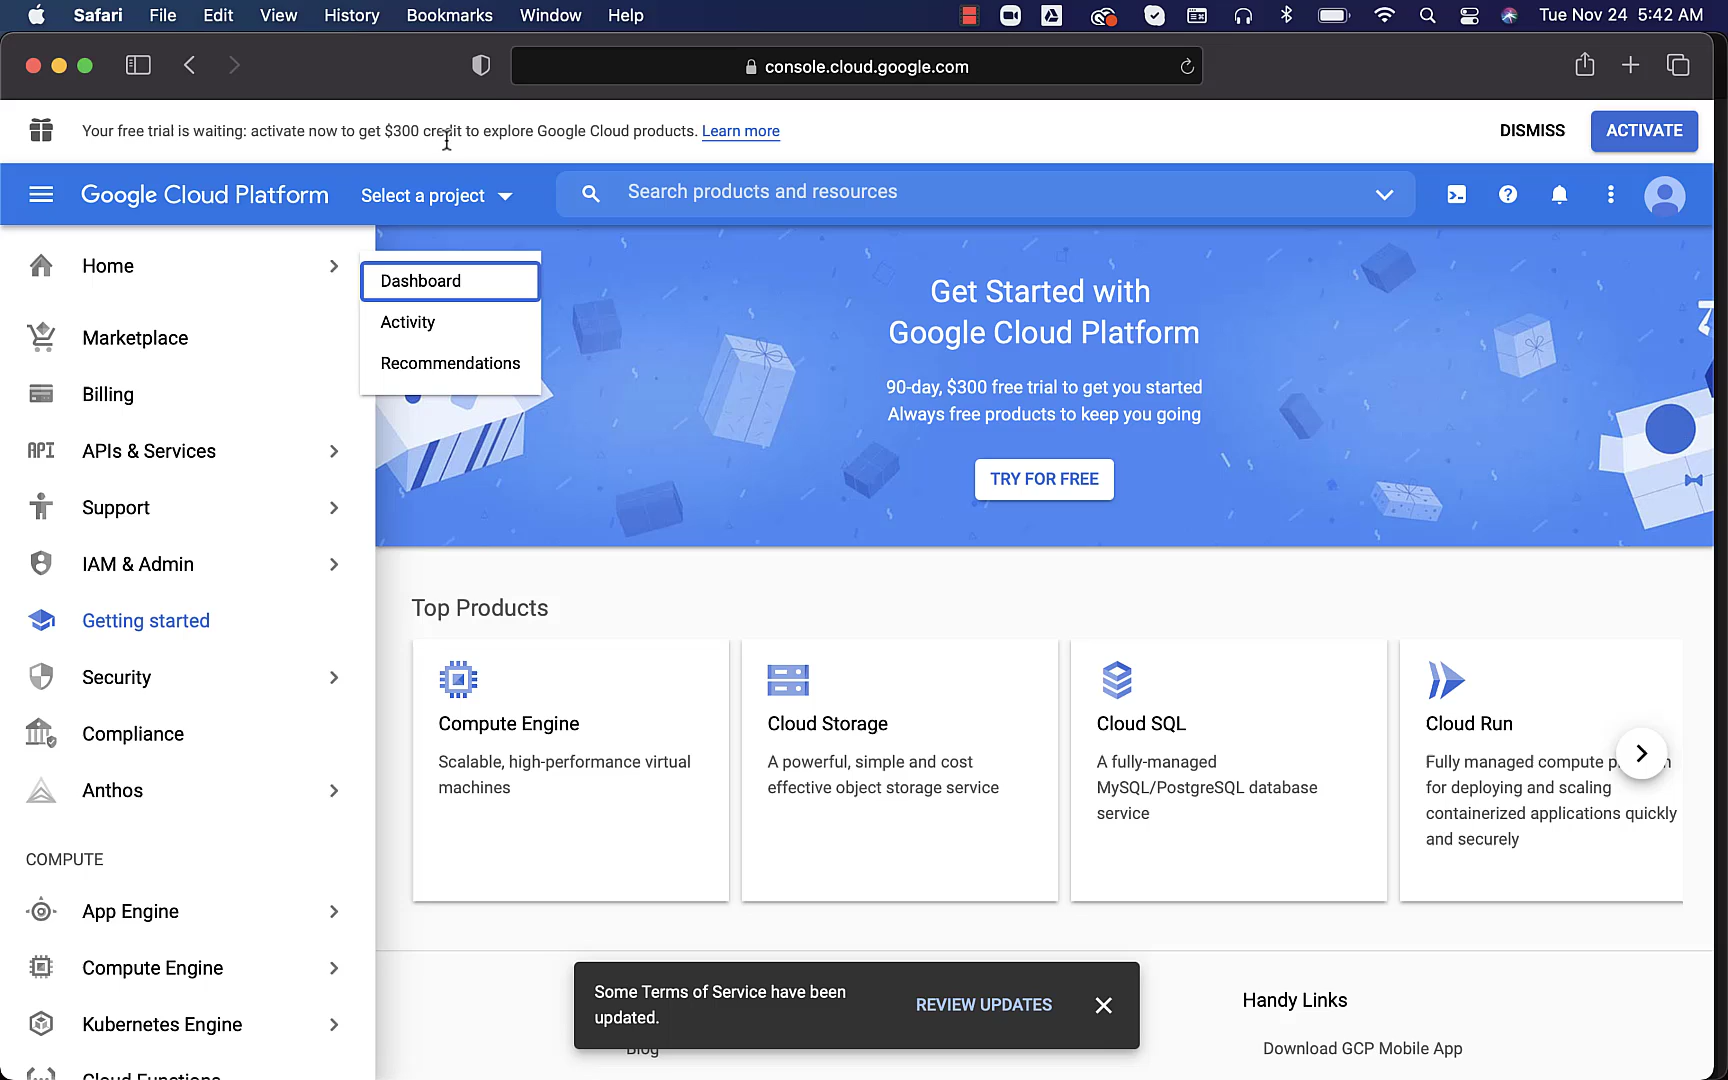 Safari File Edit View History Bookmarks Window Help Tue Nov 24 5:42 AM
console.cloud.google.com
Your free trial is waiting: activate now to get $300 credit to explore Google Cloud products. Learn more
DISMISS
ACTIVATE
Google Cloud Platform
Select a project
Search products and resources
Home
Dashboard
Activity
Recommendations
Marketplace
Billing
API
APIs & Services
Support
IAM & Admin
Getting started
Security
Compliance
Anthos
COMPUTE
App Engine
Compute Engine
Kubernetes Engine
Cloud Functions
Get Started with
Google Cloud Platform
90-day, $300 free trial to get you started
Always free products to keep you going
TRY FOR FREE
Top Products
Compute Engine
Scalable, high-performance virtual
machines
Cloud Storage
A powerful, simple and cost
effective object storage service
Cloud SQL
A fully-managed
MySQL/PostgreSQL database
service
Cloud Run
Fully managed compute
for deploying and scaling
containerized applications quickly
and securely
Some Terms of Service have been
updated.
REVIEW UPDATES
Blog
Handy Links
Download GCP Mobile App